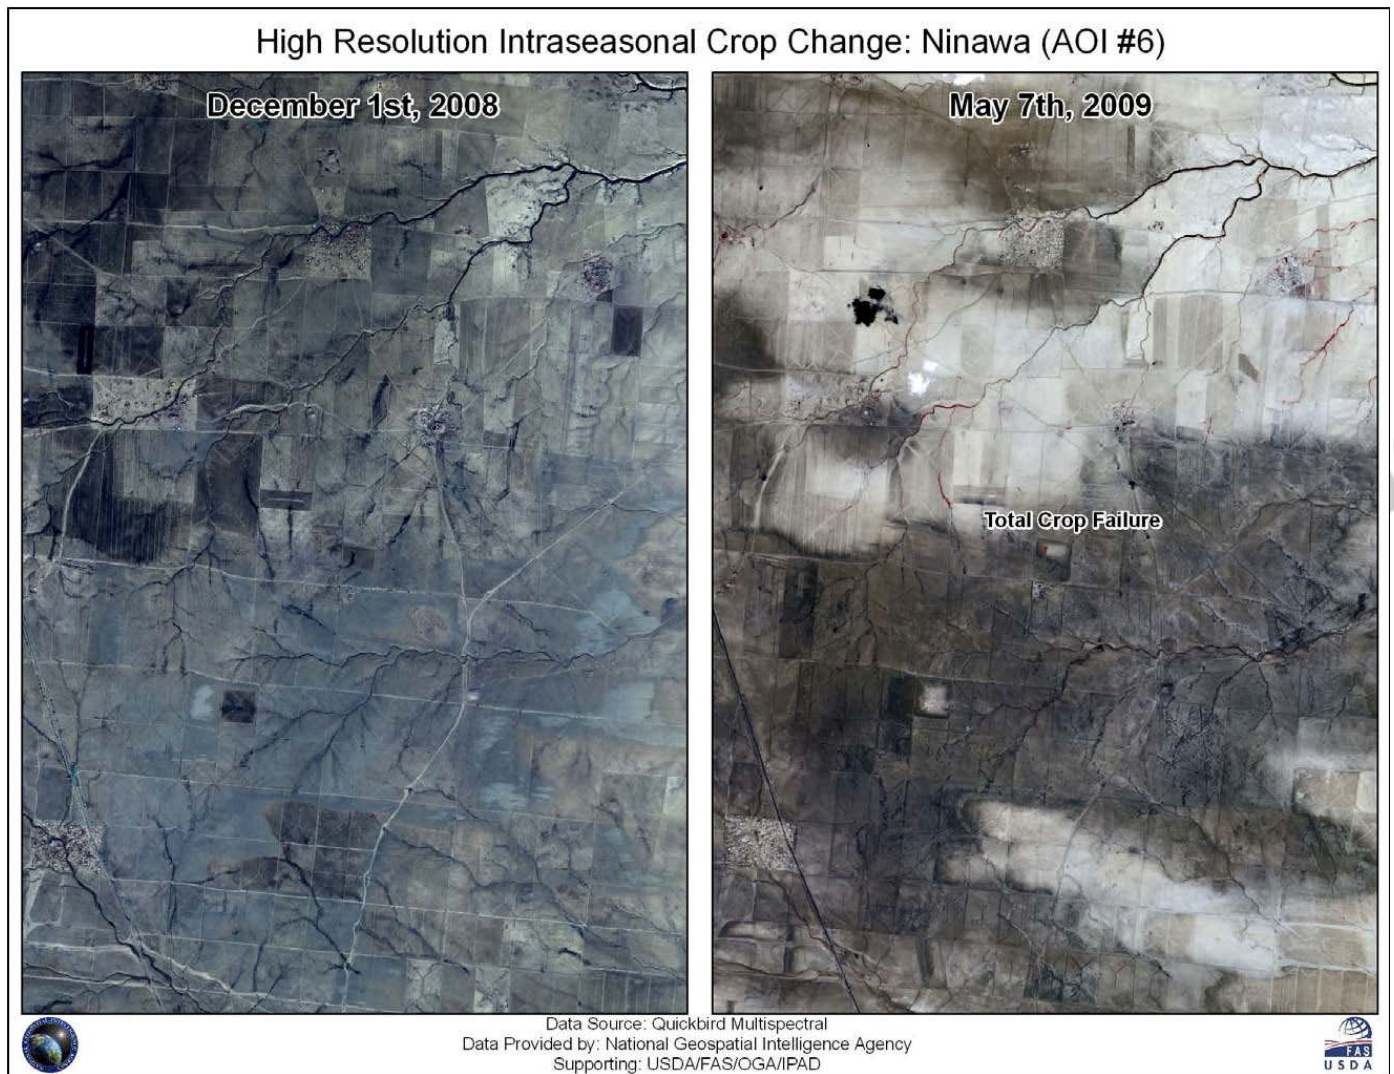 High Resolution Intraseasonal Crop Change: Ninawa (AOI #6)
December 1st, 2008
May 7th, 2009
Total Crop Failure
Data Source: Quickbird Multispectral
Data Provided by: National Geospatial Intelligence Agency
Supporting: USDA/FAS/OGA/IPAD
FAS
USDA